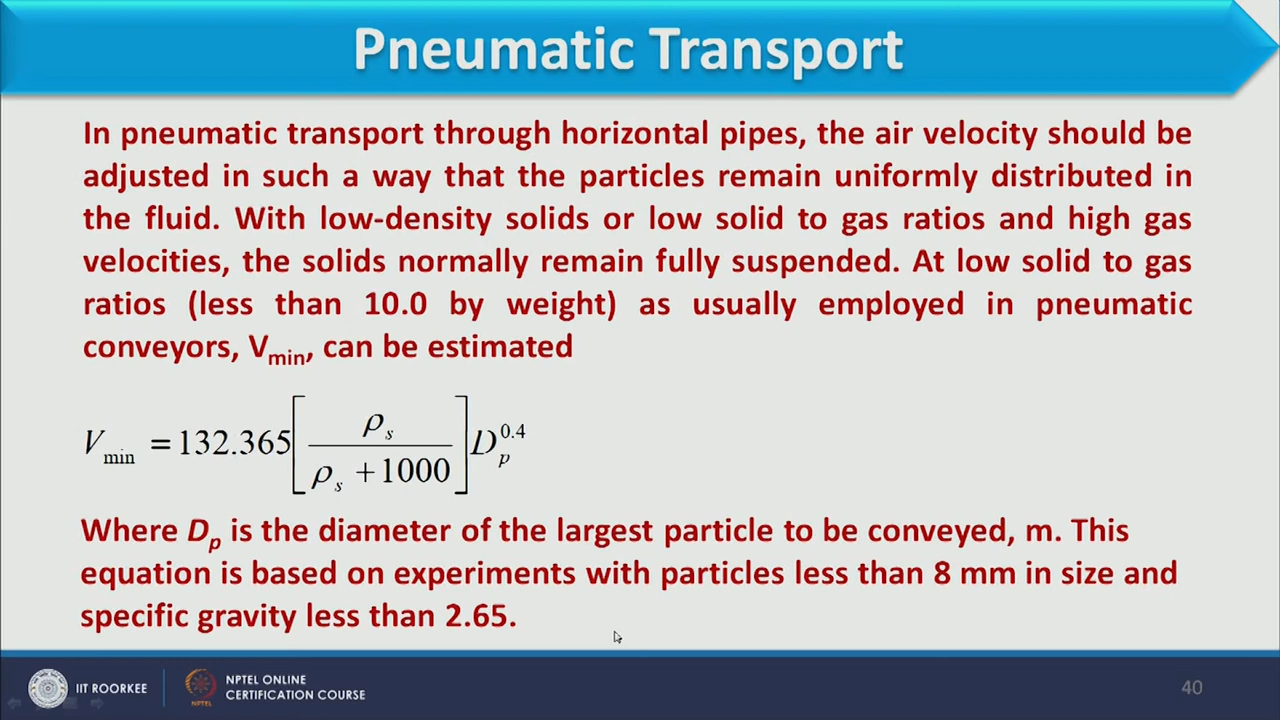 Pneumatic Transport
In pneumatic transport through horizontal pipes, the air velocity should be
adjusted in such a way that the particles remain uniformly distributed in
the fluid. With low-density solids or low solid to gas ratios and high gas
velocities, the solids normally remain fully suspended. At low solid to gas
ratios (less than 10.0 by weight) as usually employed in pneumatic
conveyors, Vmin, can be estimated
V_min = 132.365 [ρ_s / (ρ_s + 1000)] D_p^0.4
Where Dp is the diameter of the largest particle to be conveyed, m. This
equation is based on experiments with particles less than 8 mm in size and
specific gravity less than 2.65.
IIT ROORKEE
NPTEL
NPTEL ONLINE
CERTIFICATION COURSE
40